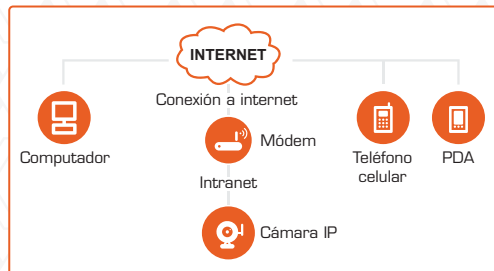 INTERNET
Conexión a internet
Computador
Módem
Teléfono
celular
PDA
Intranet
Cámara IP